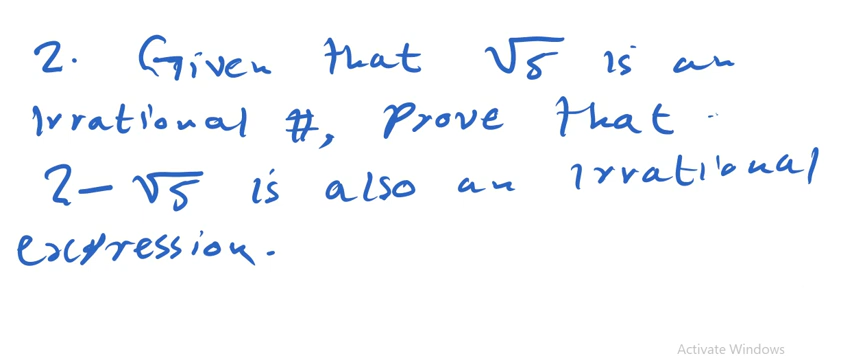 2. Given that √5 is an
irrational #, prove that
2 - √5 is also an irrational
expression.
Activate Windows